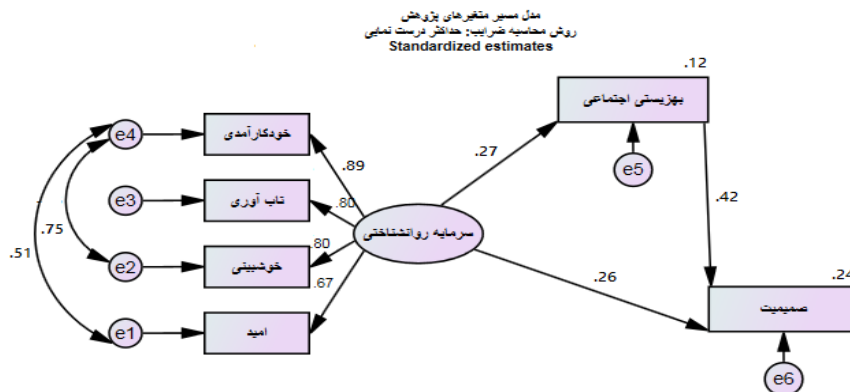 مدل مسیر متغیرهای پژوهش
روش محاسبه ضرایب: حداکثر درست نمایی
Standardized estimates
.12
بهزیستی اجتماعی
e4
خودکارآمدی
.27
e5
.89
e3
تاب آوری
.80
.42
سرمایه روانشناختی
.75
.51
e2
خوشبینی
.80
.26
.24
.67
صمیمیت
e1
امید
e6